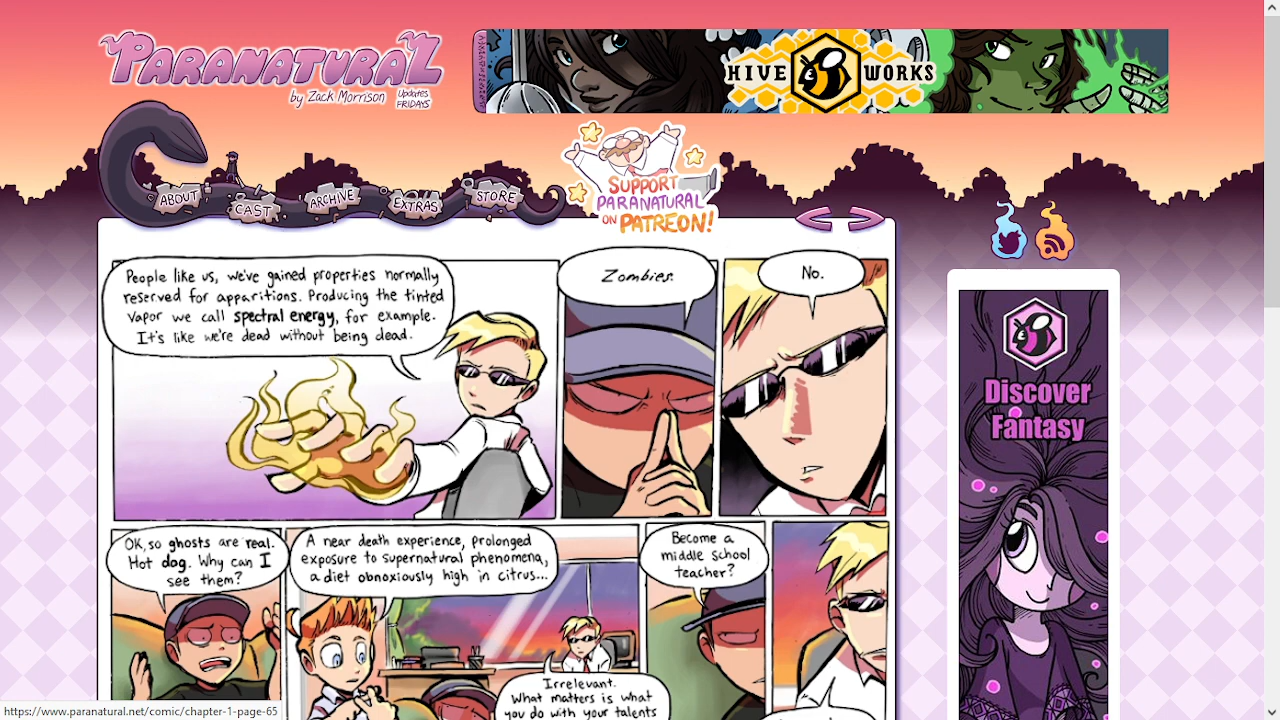 PARANATURAL
by Zack Morrison
Updates
FRIDAYS
HIVE WORKS
ABOUT
CAST
ARCHIVE
EXTRAS
STORE
SUPPORT
PARANATURAL
ON PATREON!
People like us, we've gained properties normally
reserved for apparitions. Producing the tinted
vapor we call spectral energy, for example.
It's like we're dead without being dead.
Zombies.
No.
OK, so ghosts are real.
Hot dog. Why can I
see them?
A near death experience, prolonged
exposure to supernatural phenomena,
a diet obnoxiously high in citrus...
Become a
middle school
teacher?
Irrelevant.
What matters is what
you do with your talents
Discover
Fantasy
https://www.paranatural.net/comic/chapter-1-page-65